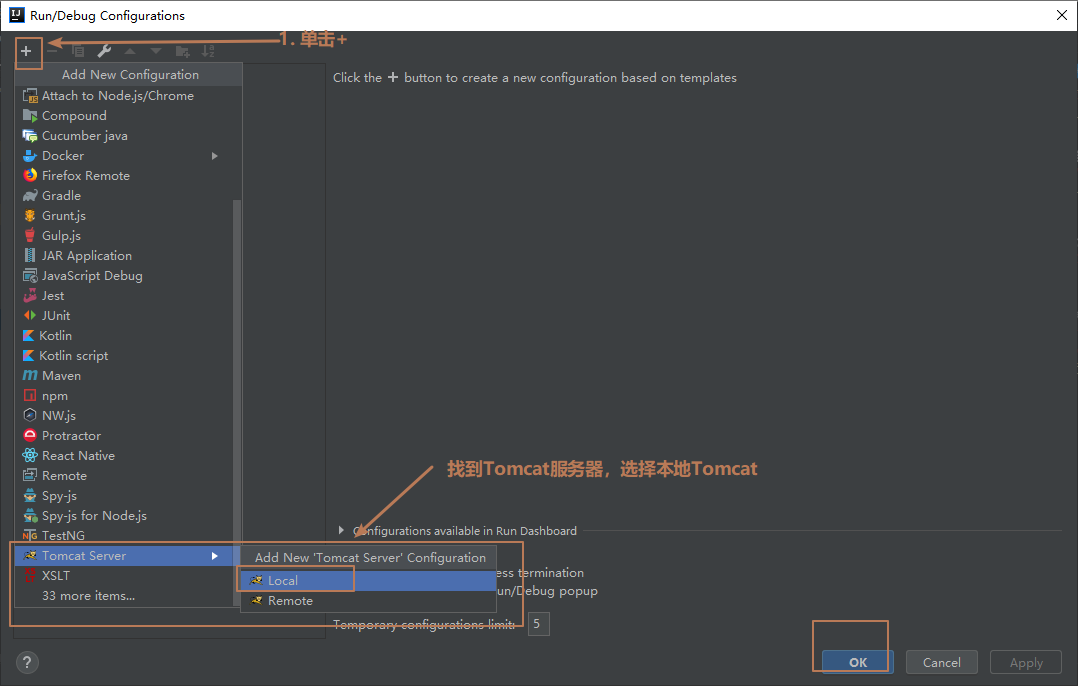 Run/Debug Configurations
1. 单击+
Add New Configuration
Click the + button to create a new configuration based on templates
Attach to Node.js/Chrome
Compound
Cucumber java
Docker
Firefox Remote
Gradle
Grunt.js
Gulp.js
JAR Application
JavaScript Debug
Jest
JUnit
Kotlin
Kotlin script
Maven
npm
NW.js
Protractor
React Native
Remote
Spy-js
Spy-js for Node.js
TestNG
Tomcat Server
XSLT
33 more items...
找到Tomcat服务器，选择本地Tomcat
Configurations available in Run Dashboard
Add New 'Tomcat Server' Configuration
Local
Remote
ess termination
un/Debug popup
Temporary configurations limit:
5
?
OK
Cancel
Apply